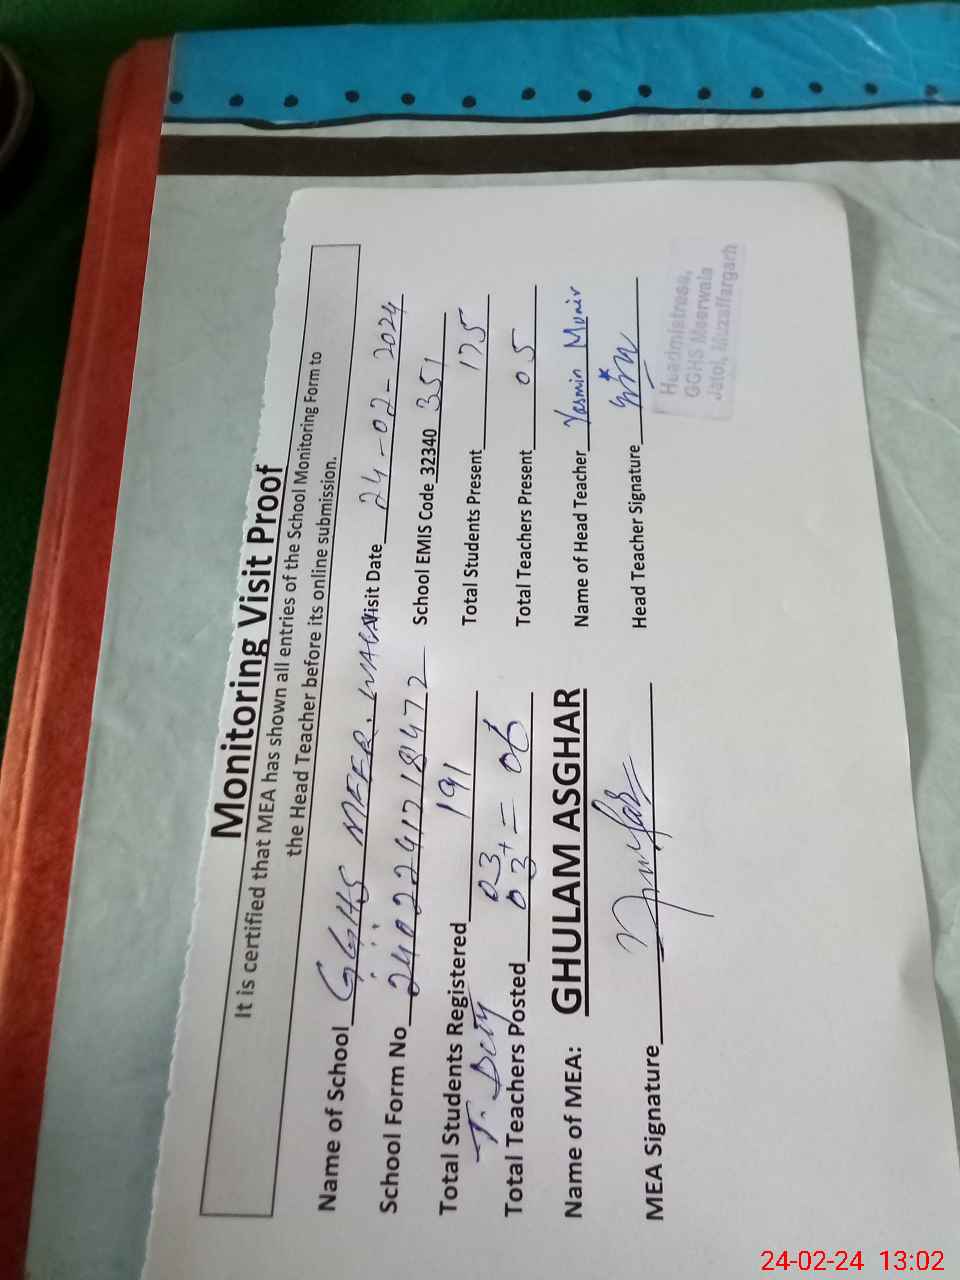 Monitoring Visit Proof
It is certified that MEA has shown all entries of the School Monitoring Form to
the Head Teacher before its online submission.
Name of School GGHS MEER. WALA Visit Date 24-02-2024
School Form No 2402241718472 School EMIS Code 32340 351
Total Students Registered 191 Total Students Present 175
T. Duty 03
Total Teachers Posted 03+ = 06 Total Teachers Present 05
Name of MEA: GHULAM ASGHAR Name of Head Teacher Yasmin Munir
MEA Signature Head Teacher Signature
Headmistress,
GGHS Meerwala
Jatoi, Muzaffargarh
24-02-24 13:02